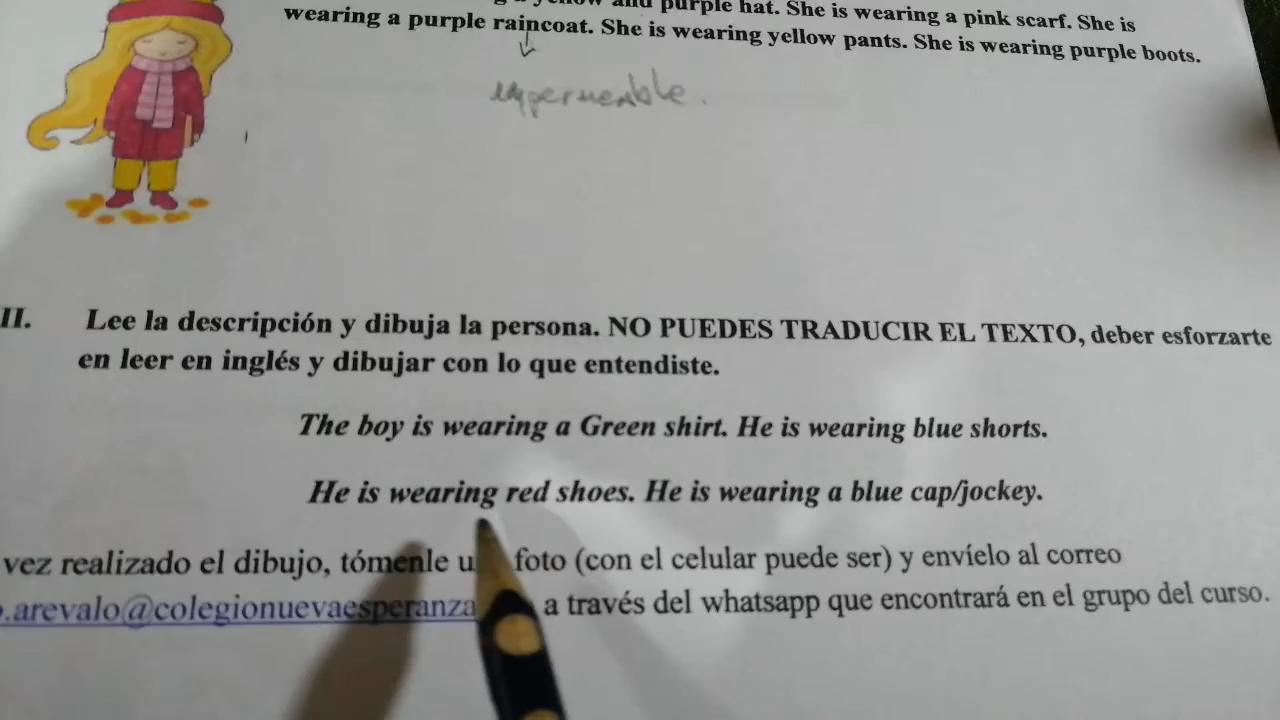 purple hat. She is wearing a pink scarf. She is
wearing a purple raincoat. She is wearing yellow pants. She is wearing purple boots.
II. Lee la descripción y dibuja la persona. NO PUEDES TRADUCIR EL TEXTO, deber esforzarte
en leer en inglés y dibujar con lo que entendiste.
The boy is wearing a Green shirt. He is wearing blue shorts.
He is wearing red shoes. He is wearing a blue cap/jockey.
vez realizado el dibujo, tómenle foto (con el celular puede ser) y envíelo al correo
.arevalo@colegionuevaesperanza a través del whatsapp que encontrará en el grupo del curso.